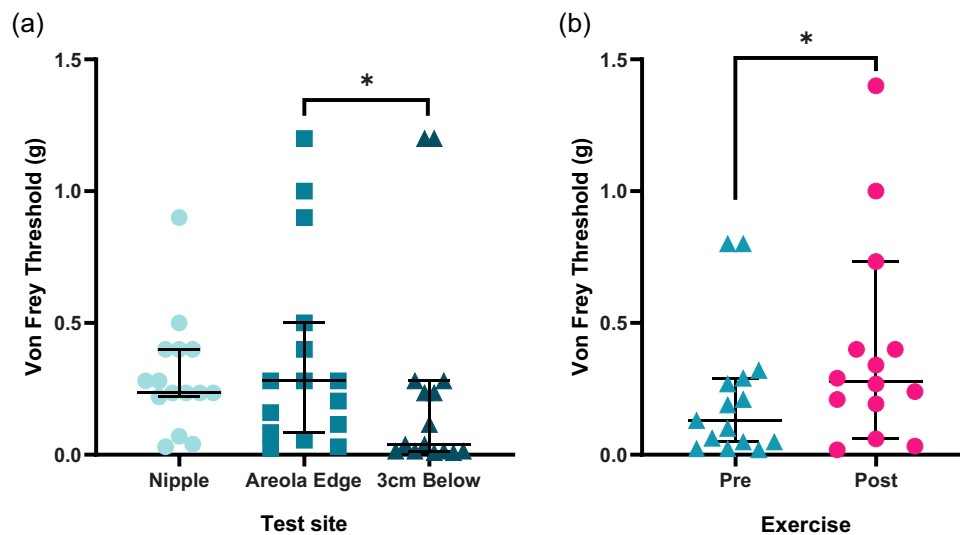 (a)
Von Frey Threshold (g)
1.5
1.0
0.5
0.0
*
Nipple
Areola Edge
3cm Below
Test site
(b)
Von Frey Threshold (g)
1.5
1.0
0.5
0.0
*
Pre
Post
Exercise